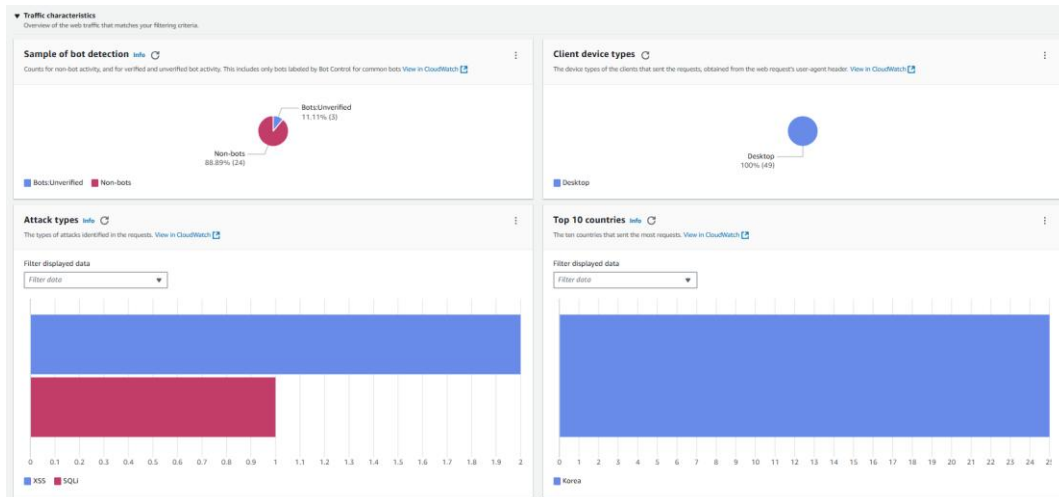 Traffic characteristics
Overview of the web traffic that matches your filtering criteria.
Sample of bot detection Info
Counts for non-bot activity, and for verified and unverified bot activity. This includes only bots labeled by Bot Control for common bots View in CloudWatch
Bots:Unverified
11.11% (3)
Non-bots
88.89% (24)
Bots:Unverified Non-bots
Client device types
The device types of the clients that sent the requests, obtained from the web request's user-agent header. View in CloudWatch
Desktop
100% (49)
Desktop
Attack types Info
The types of attacks identified in the requests. View in CloudWatch
Filter displayed data
Filter data
0 0.1 0.2 0.3 0.4 0.5 0.6 0.7 0.8 0.9 1 1.1 1.2 1.3 1.4 1.5 1.6 1.7 1.8 1.9 2
XSS SQLi
Top 10 countries Info
The ten countries that sent the most requests. View in CloudWatch
Filter displayed data
Filter data
0 1 2 3 4 5 6 7 8 9 10 11 12 13 14 15 16 17 18 19 20 21 22 23 24
Korea